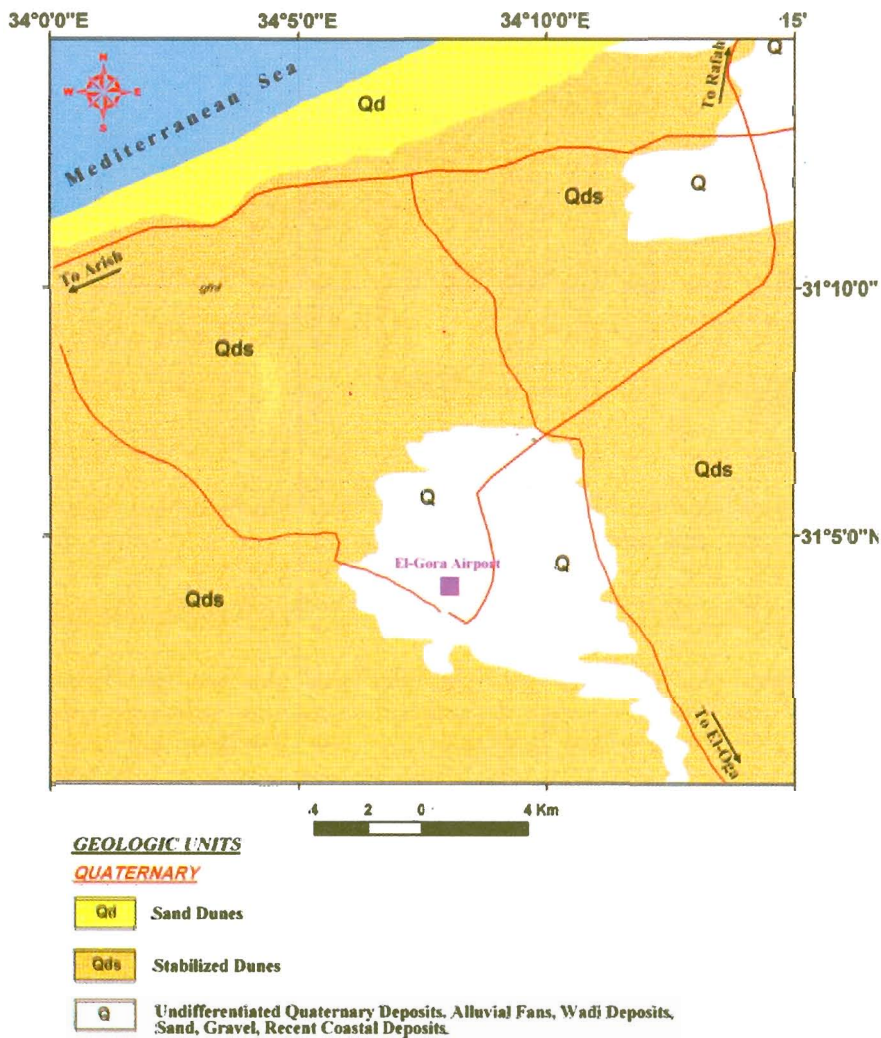 34°0'0"E 34°5'0"E 34°10'0"E 15'
N
W E
S
Mediterranean Sea
Qd
To Rafah
Q
Qds
Q
To Arish
31°10'0"
Qds
Qds
Q
31°5'0"N
El-Gora Airport
Q
Qds
To El-Oga
4 2 0 4 Km
GEOLOGIC UNITS
QUATERNARY
Qd Sand Dunes
Qds Stabilized Dunes
Q Undifferentiated Quaternary Deposits. Alluvial Fans, Wadi Deposits,
Sand, Gravel, Recent Coastal Deposits.